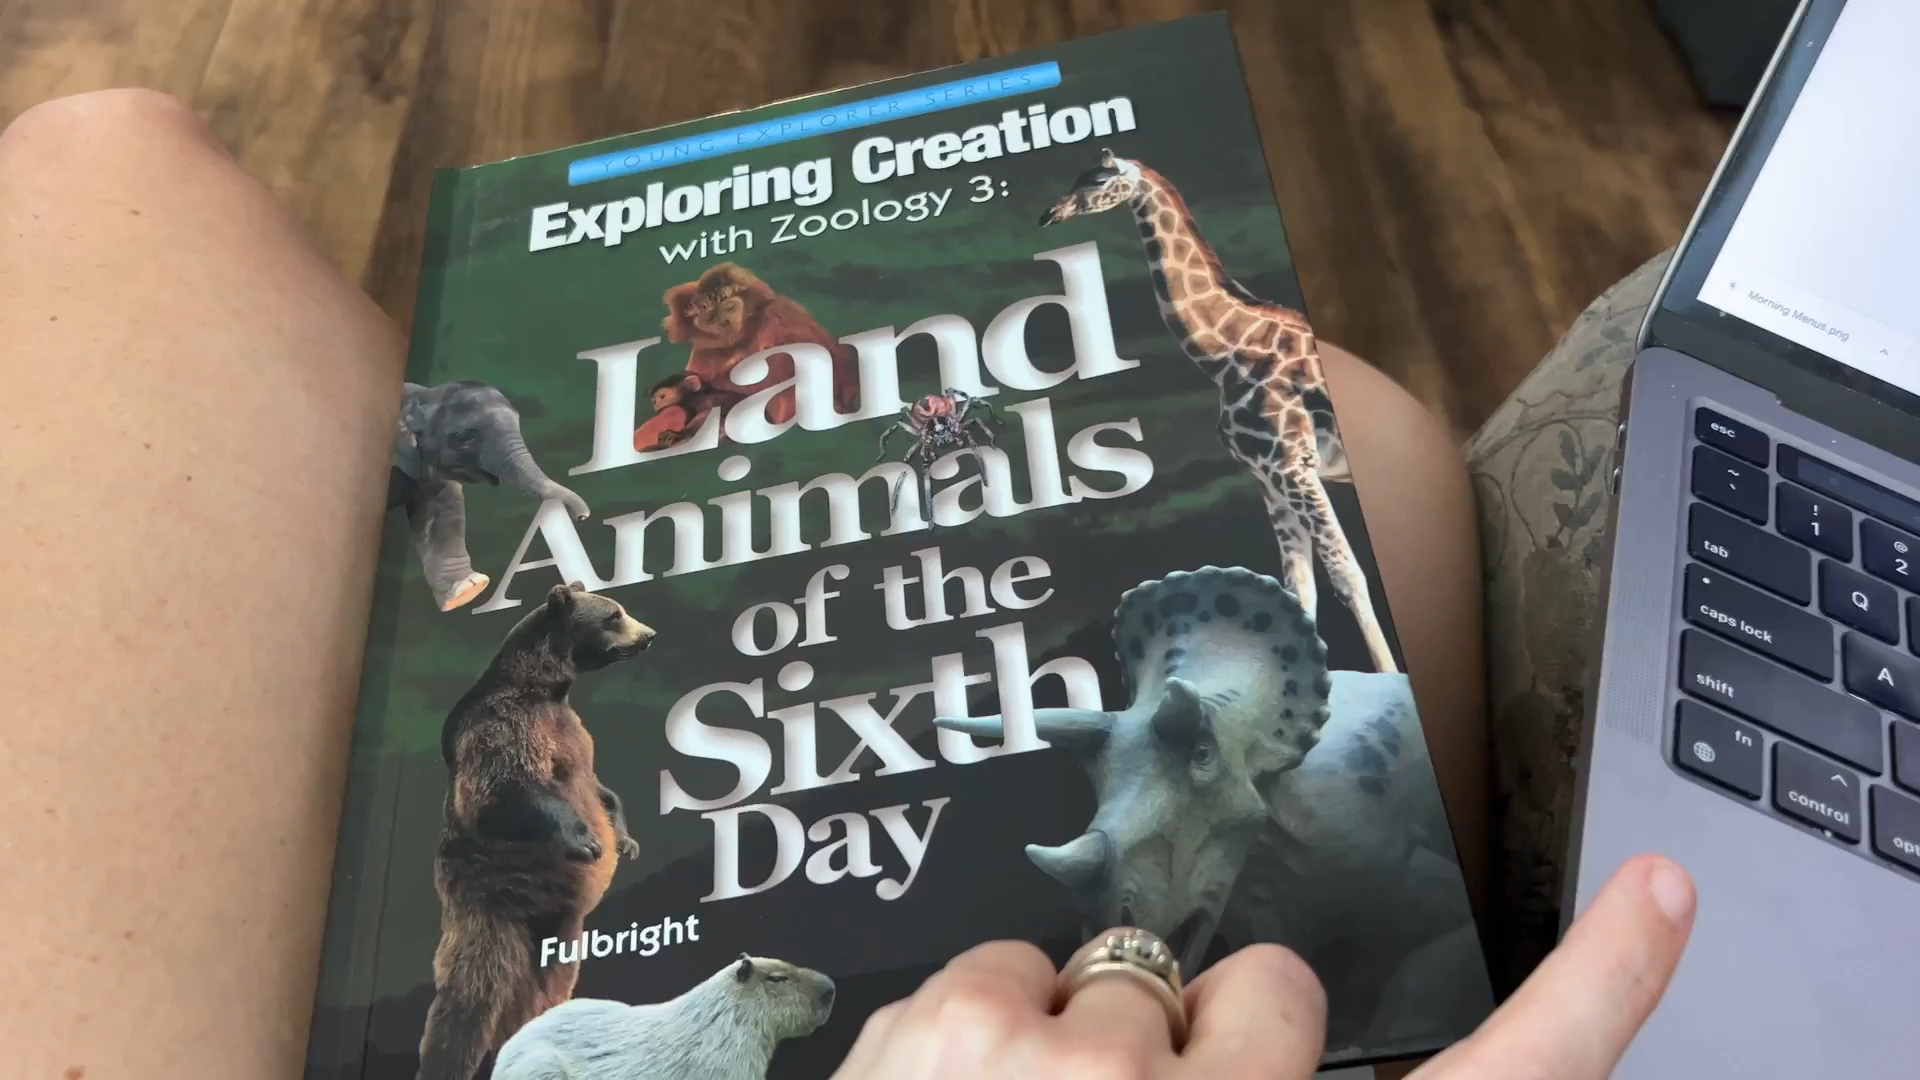 YOUNG EXPLORER SERIES
Exploring Creation
with Zoology 3:
Land
Animals
of the
Sixth
Day
Fulbright
Morning Menus.png
esc
~
`
!
1
@
2
tab
Q
caps lock
A
shift
fn
control
opt